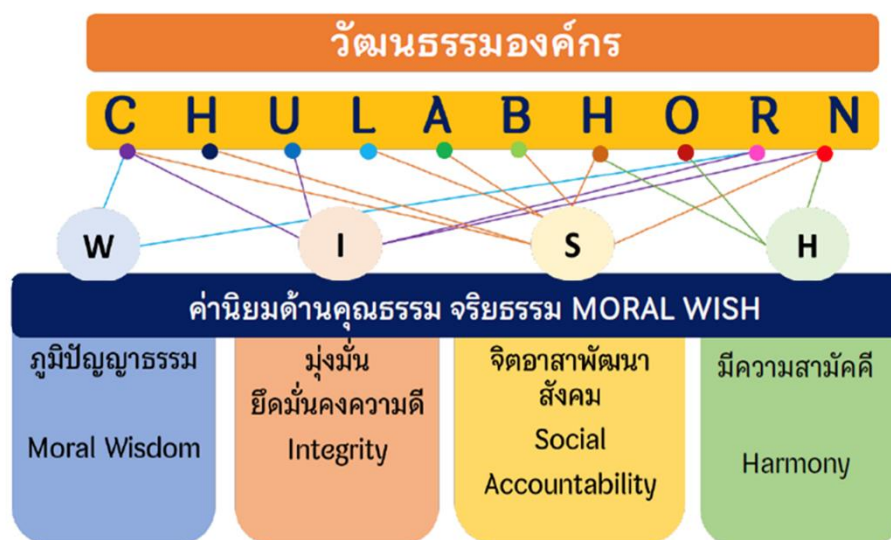 วัฒนธรรมองค์กร
C H U L A B H O R N
W I S H
ค่านิยมด้านคุณธรรม จริยธรรม MORAL WISH
ภูมิปัญญาธรรม
Moral Wisdom
มุ่งมั่น
ยึดมั่นคงความดี
Integrity
จิตอาสาพัฒนา
สังคม
Social
Accountability
มีความสามัคคี
Harmony